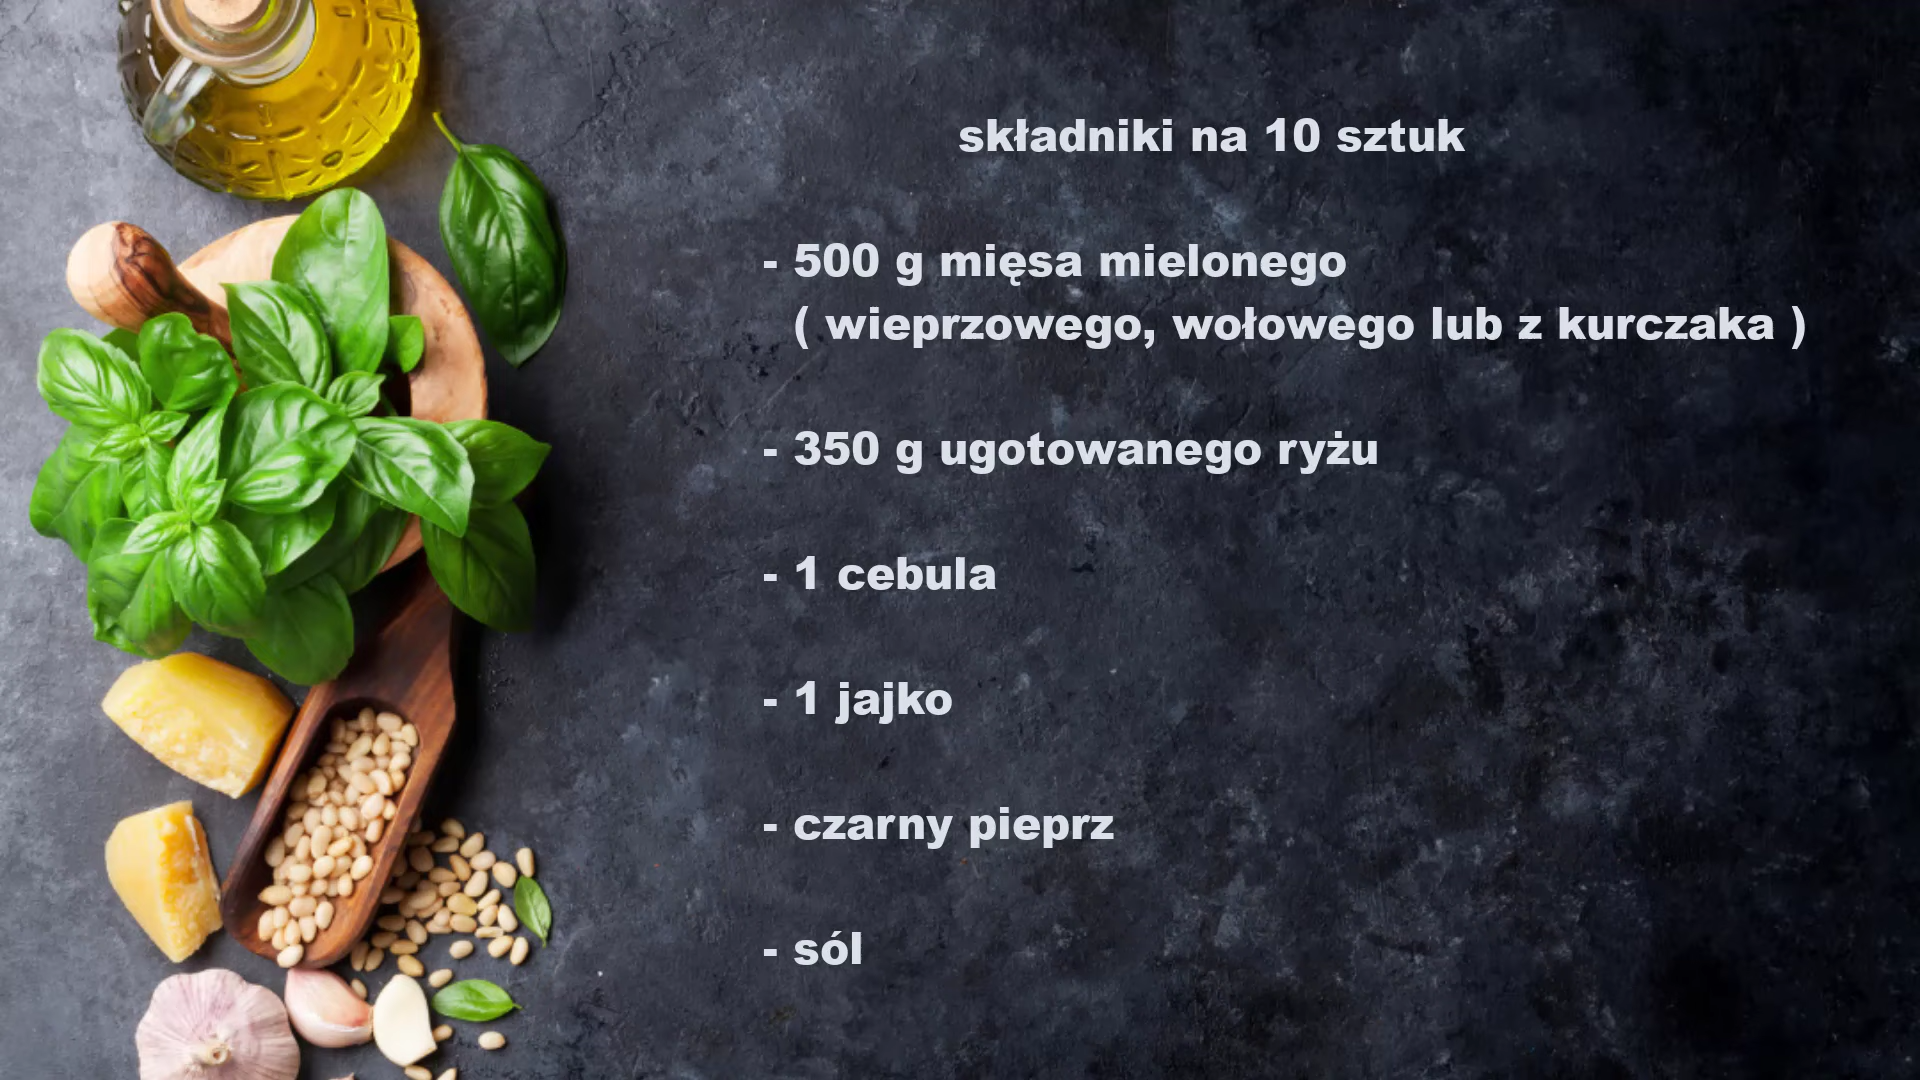 składniki na 10 sztuk
- 500 g mięsa mielonego
( wieprzowego, wołowego lub z kurczaka )
- 350 g ugotowanego ryżu
- 1 cebula
- 1 jajko
- czarny pieprz
- sól